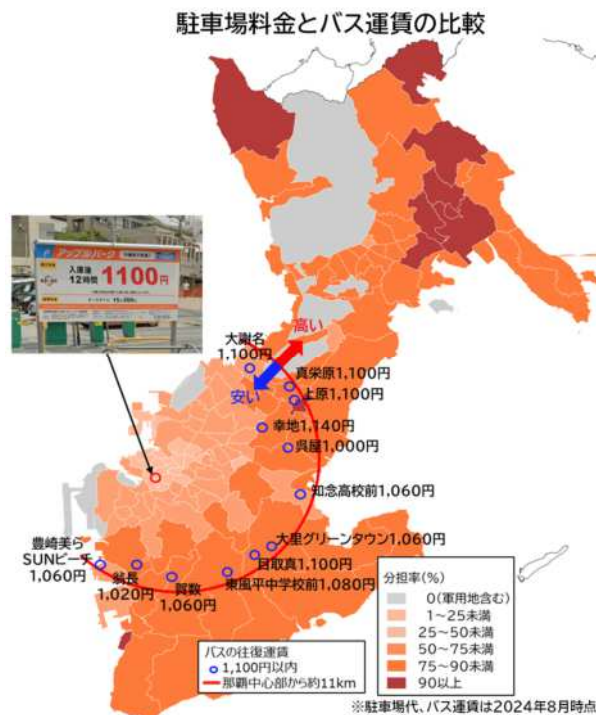 駐車場料金とバス運賃の比較
アップルパーク
入庫後
12時間
1100円
大謝名
1,100円
高い
安い
真栄原1,100円
上原1,100円
幸地1,140円
呉屋1,000円
知念高校前1,060円
大里グリーンタウン1,060円
目取真1,100円
東風平中学校前1,080円
賀数
1,060円
翁長
1,020円
豊崎美ら
SUNビーチ
1,060円
バスの往復運賃
1,100円以内
那覇中心部から約11km
分担率(%)
0(軍用地含む)
1~25未満
25~50未満
50~75未満
75~90未満
90以上
※駐車場代、バス運賃は2024年8月時点